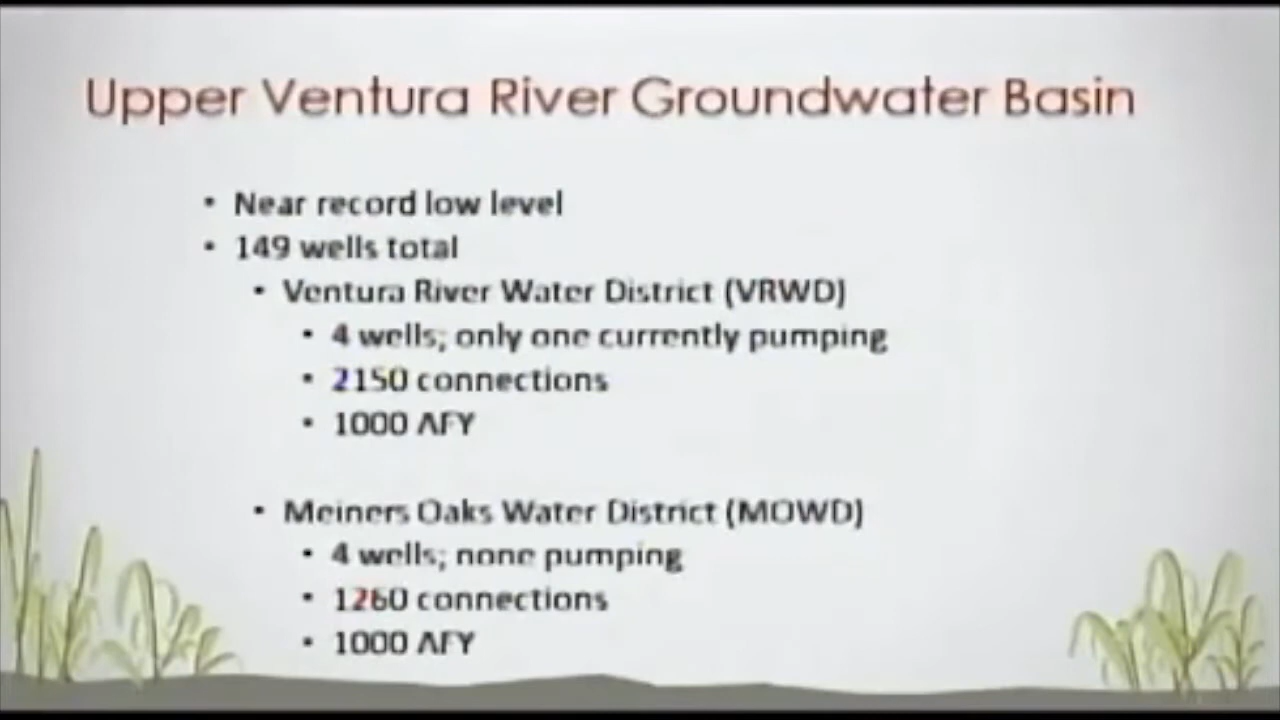 Upper Ventura River Groundwater Basin
• Near record low level
• 149 wells total
• Ventura River Water District (VRWD)
• 4 wells; only one currently pumping
• 2150 connections
• 1000 AFY
• Meiners Oaks Water District (MOWD)
• 4 wells; none pumping
• 1260 connections
• 1000 AFY